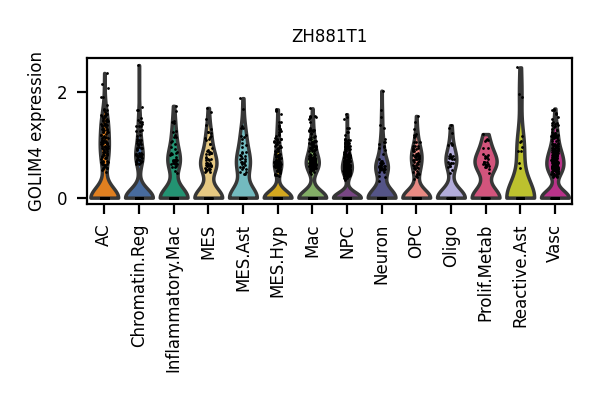 ZH881T1
GOLIM4 expression
2
0
AC
Chromatin.Reg
Inflammatory.Mac
MES
MES.Ast
MES.Hyp
Mac
NPC
Neuron
OPC
Oligo
Prolif.Metab
Reactive.Ast
Vasc